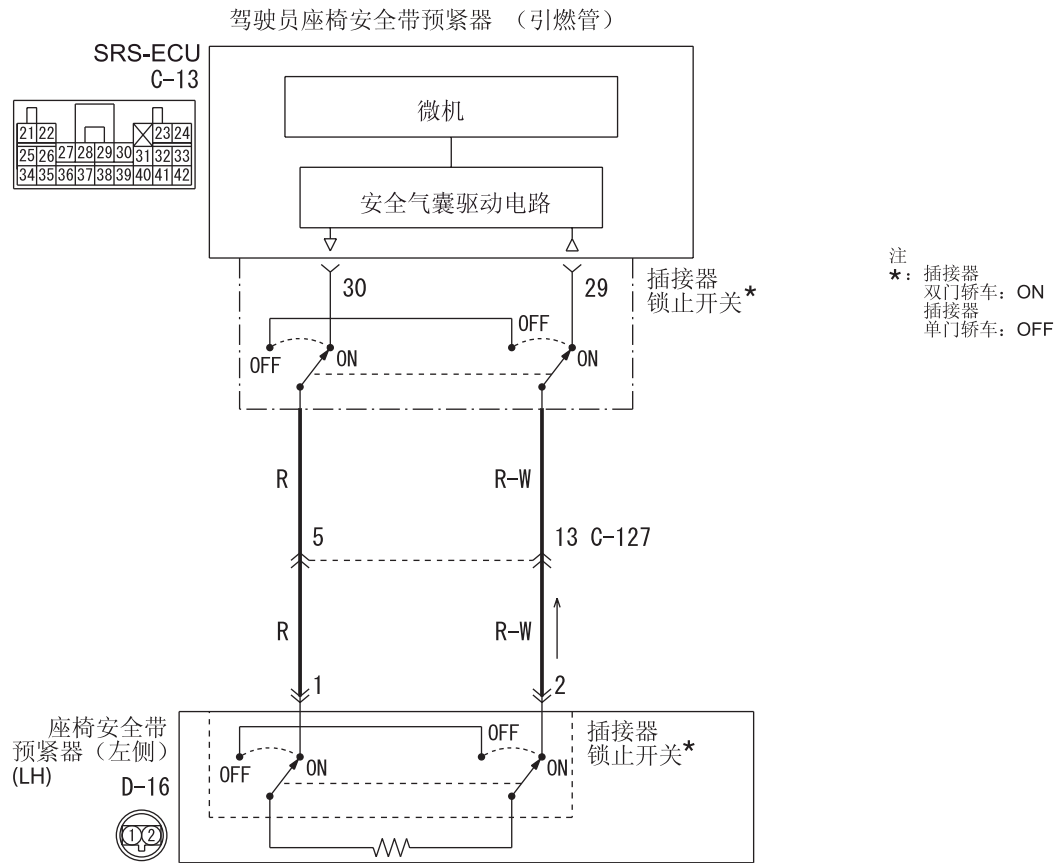 驾驶员座椅安全带预紧器 （引燃管）
SRS-ECU
C-13
21 22 23 24
25 26 27 28 29 30 31 32 33
34 35 36 37 38 39 40 41 42
微机
安全气囊驱动电路
30
29
插接器
锁止开关*
注
*：插接器
双门轿车：ON
插接器
单门轿车：OFF
OFF
ON
OFF
ON
R
R-W
5
13 C-127
R
R-W
1
2
座椅安全带
预紧器（左侧）
(LH)
D-16
1 2
OFF
ON
OFF
ON
插接器
锁止开关*